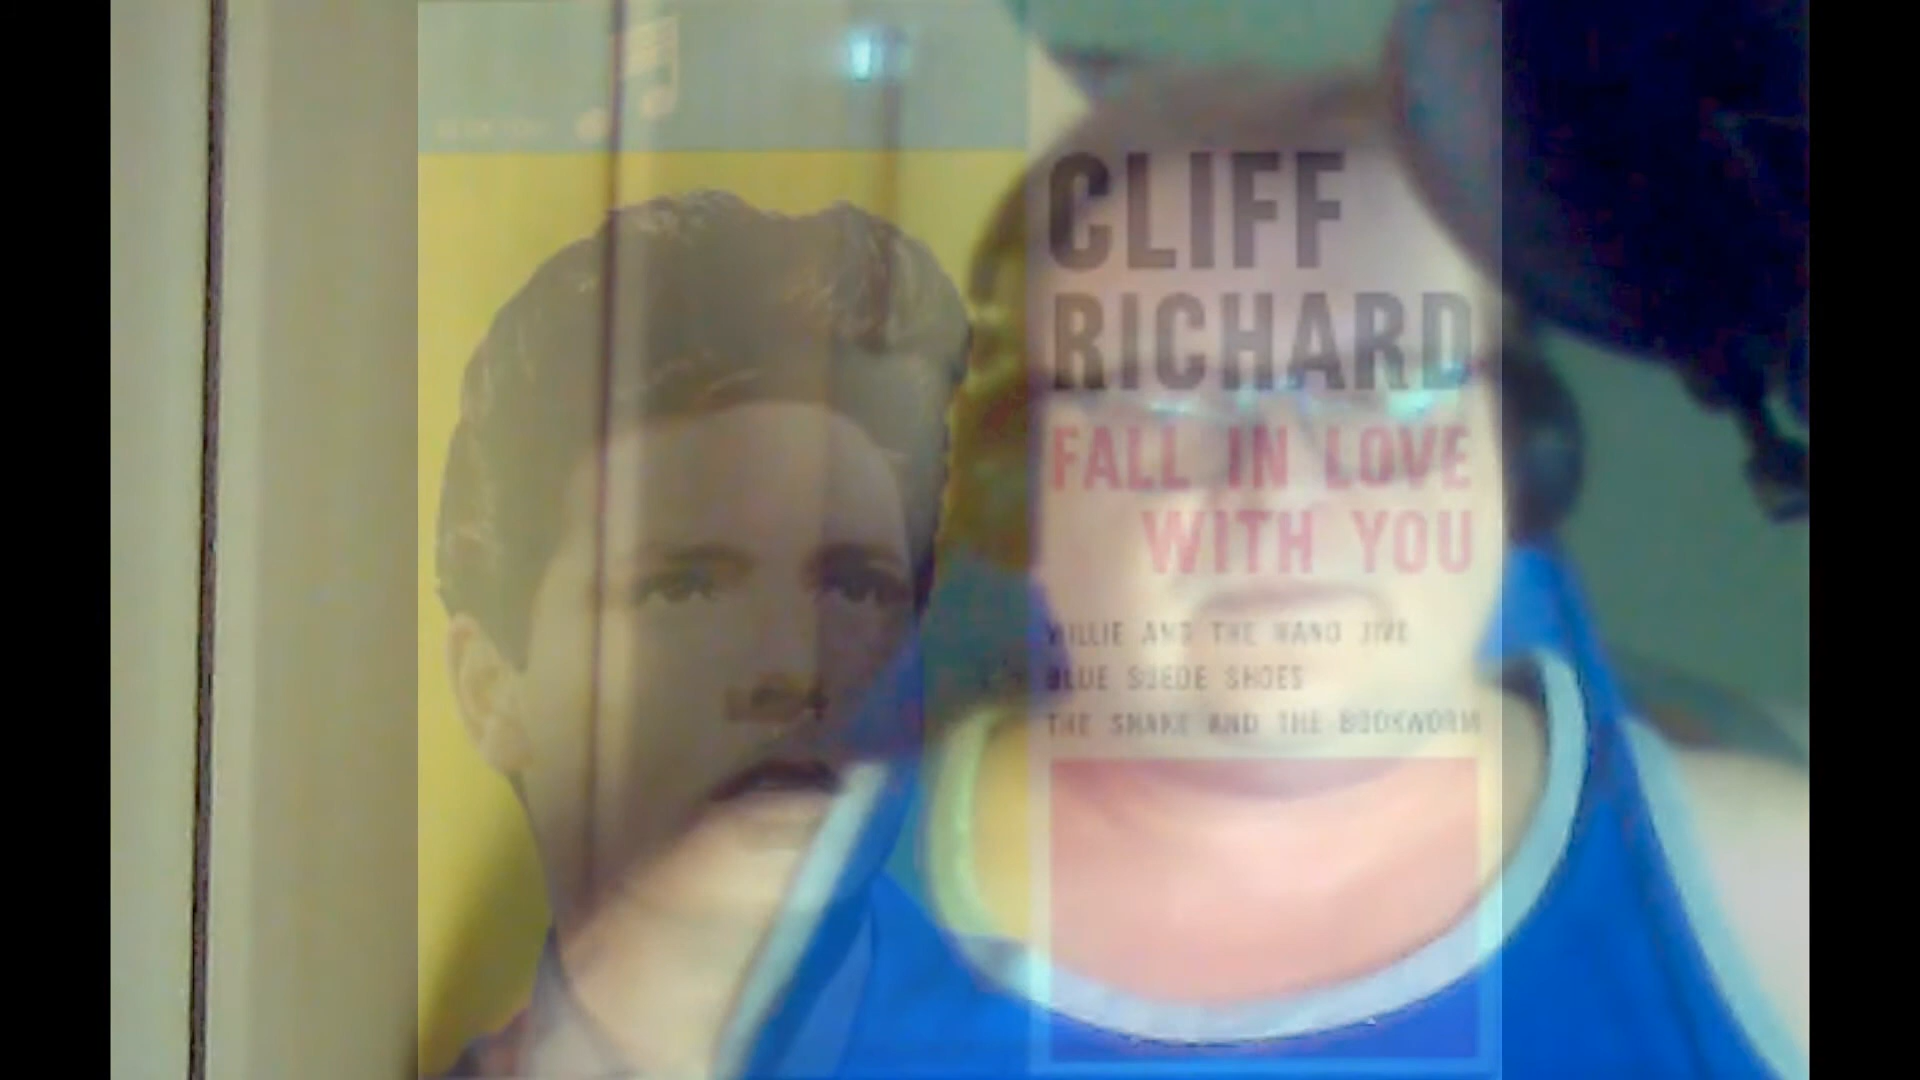 CLIFF
RICHARD
FALL IN LOVE
WITH YOU
WILLIE AND THE HAND JIVE
BLUE SUEDE SHOES
THE SNAKE AND THE BOOKWORM